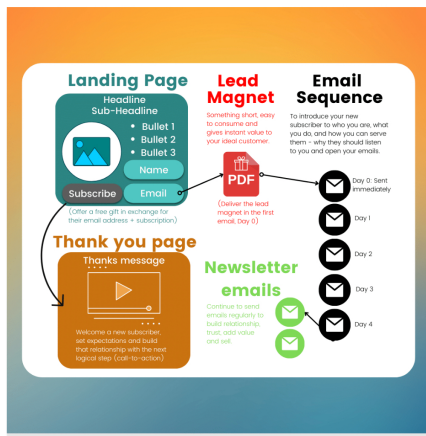 Landing Page
Headline
Sub-Headline
• Bullet 1
• Bullet 2
• Bullet 3
Name
Subscribe
Email
(Offer a free gift in exchange for
their email address + subscription)
Lead
Magnet
Something short, easy
to consume and
gives instant value to
your ideal customer.
PDF
(Deliver the lead
magnet in the first
email, Day 0)
Email
Sequence
To introduce your new
subscriber to who you are, what
you do, and how you can serve
them - why they should listen
to you and open your emails.
Day 0: Sent
immediately
Day 1
Day 2
Day 3
Day 4
Thank you page
Thanks message
Welcome a new subscriber,
set expectations and build
that relationship with the next
logical step (call-to-action)
Newsletter
emails
Continue to send
emails regularly to
build relationship,
trust, add value
and sell.